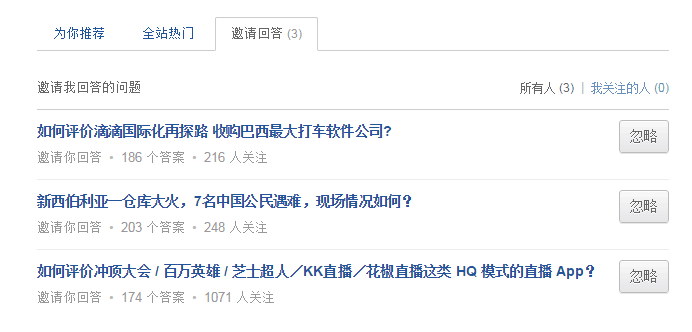 为你推荐 全站热门 邀请回答 (3)
邀请我回答的问题 所有人 (3) | 我关注的人 (0)
如何评价滴滴国际化再探路 收购巴西最大打车软件公司? 忽略
邀请你回答 • 186 个答案 • 216 人关注
新西伯利亚一仓库大火，7名中国公民遇难，现场情况如何？ 忽略
邀请你回答 • 203 个答案 • 248 人关注
如何评价冲顶大会 / 百万英雄 / 芝士超人／KK直播／花椒直播这类 HQ 模式的直播 App？ 忽略
邀请你回答 • 174 个答案 • 1071 人关注